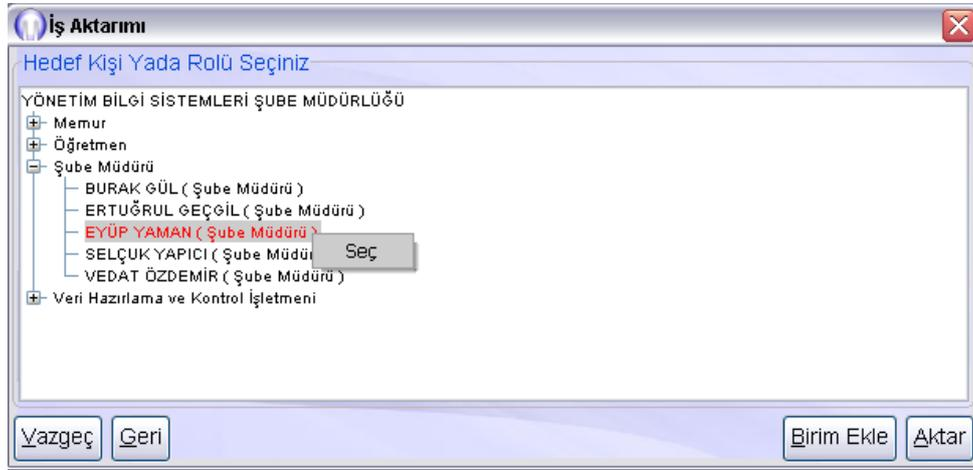 İş Aktarımı
Hedef Kişi Yada Rolü Seçiniz
YÖNETİM BİLGİ SİSTEMLERİ ŞUBE MÜDÜRLÜĞÜ
Memur
Öğretmen
Şube Müdürü
BURAK GÜL ( Şube Müdürü )
ERTUĞRUL GEÇGİL ( Şube Müdürü )
EYÜP YAMAN ( Şube Müdürü )
SELÇUK YAPICI ( Şube Müdür
Seç
VEDAT ÖZDEMİR ( Şube Müdürü )
Veri Hazırlama ve Kontrol İşletmeni
Vazgeç Geri Birim Ekle Aktar